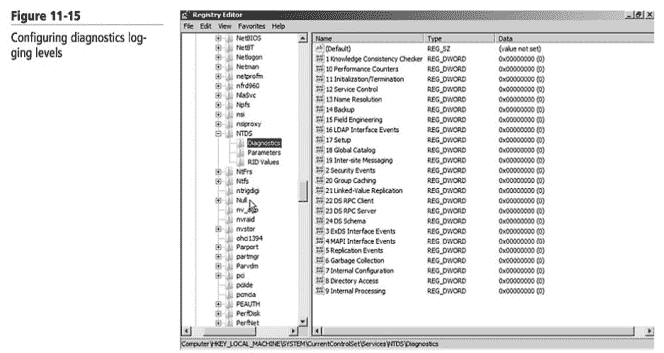 Figure 11-15
Configuring diagnostics log-
ging levels
Registry Editor
File Edit View Favorites Help
NetBIOS
NetBT
Netlogon
Netman
netprofm
nfrd960
NlaSvc
Npfs
nsi
nsiproxy
NTDS
Diagnostics
Parameters
RID Values
NtFrs
Ntfs
ntrigdigi
Null
nvraid
nvstor
ohci1394
Parport
partmgr
Parvdm
pci
pciide
pcmcia
PEAUTH
PerfDisk
PerfNet
Name Type Data
(Default) REG_SZ (value not set)
1 Knowledge Consistency Checker REG_DWORD 0x00000000 (0)
10 Performance Counters REG_DWORD 0x00000000 (0)
11 Initialization/Termination REG_DWORD 0x00000000 (0)
12 Service Control REG_DWORD 0x00000000 (0)
13 Name Resolution REG_DWORD 0x00000000 (0)
14 Backup REG_DWORD 0x00000000 (0)
15 Field Engineering REG_DWORD 0x00000000 (0)
16 LDAP Interface Events REG_DWORD 0x00000000 (0)
17 Setup REG_DWORD 0x00000000 (0)
18 Global Catalog REG_DWORD 0x00000000 (0)
19 Inter-site Messaging REG_DWORD 0x00000000 (0)
2 Security Events REG_DWORD 0x00000000 (0)
20 Group Caching REG_DWORD 0x00000000 (0)
21 Linked-Value Replication REG_DWORD 0x00000000 (0)
22 DS RPC Client REG_DWORD 0x00000000 (0)
23 DS RPC Server REG_DWORD 0x00000000 (0)
24 DS Schema REG_DWORD 0x00000000 (0)
3 ExDS Interface Events REG_DWORD 0x00000000 (0)
4 MAPI Interface Events REG_DWORD 0x00000000 (0)
5 Replication Events REG_DWORD 0x00000000 (0)
6 Garbage Collection REG_DWORD 0x00000000 (0)
7 Internal Configuration REG_DWORD 0x00000000 (0)
8 Directory Access REG_DWORD 0x00000000 (0)
9 Internal Processing REG_DWORD 0x00000000 (0)
Computer\HKEY_LOCAL_MACHINE\SYSTEM\CurrentControlSet\Services\NTDS\Diagnostics